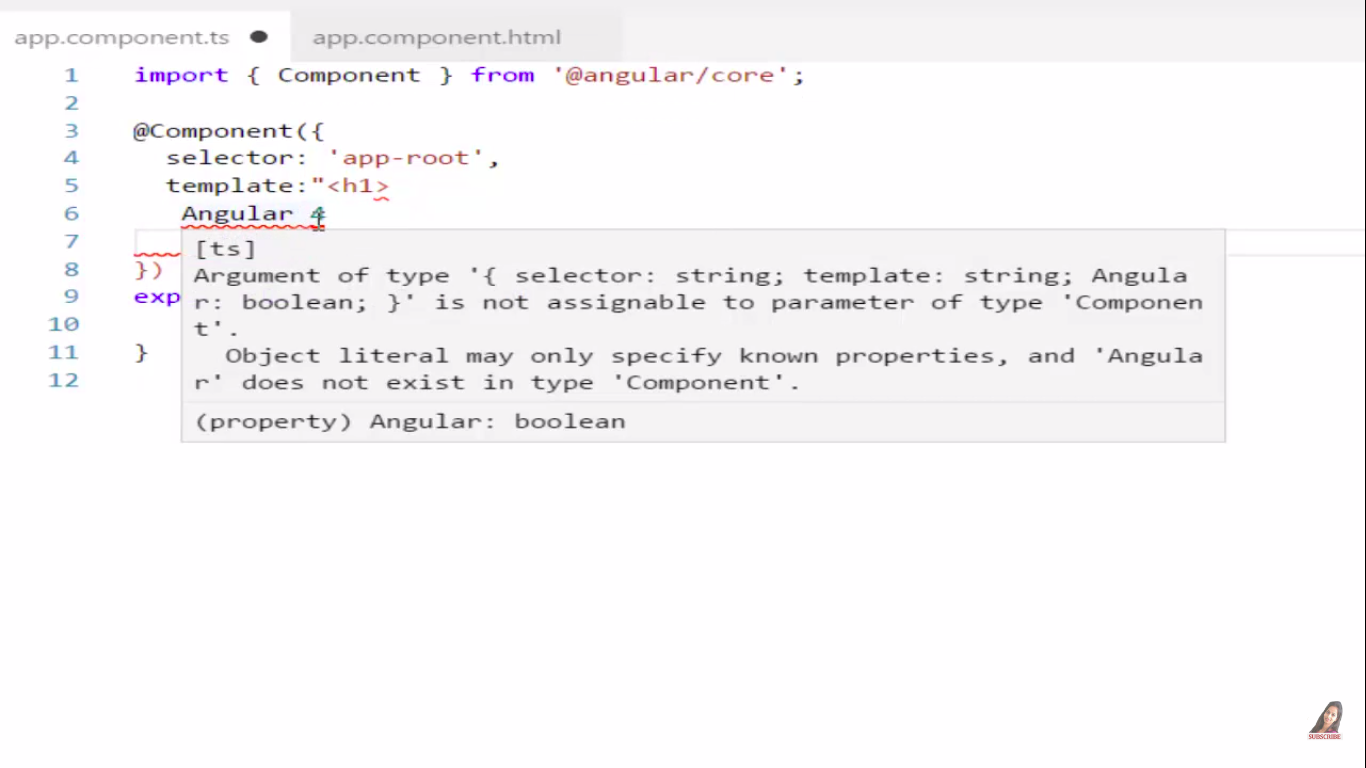 app.component.ts
app.component.html
1 import { Component } from '@angular/core';
2
3 @Component({
4 selector: 'app-root',
5 template:"<h1>
6 Angular 4
7
8 })
9 exp
10
11 }
12
[ts]
Argument of type '{ selector: string; template: string; Angula
r: boolean; }' is not assignable to parameter of type 'Componen
t'.
Object literal may only specify known properties, and 'Angula
r' does not exist in type 'Component'.
(property) Angular: boolean
SUBSCRIBE